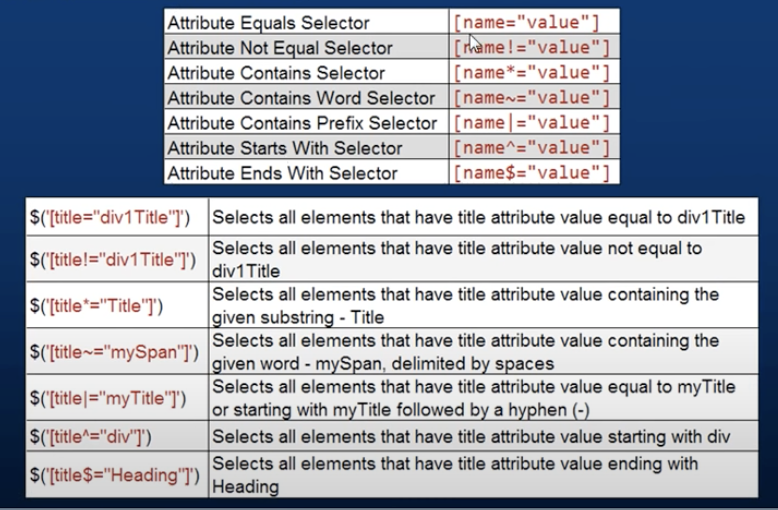 Attribute Equals Selector [name="value"]
Attribute Not Equal Selector [name!="value"]
Attribute Contains Selector [name*="value"]
Attribute Contains Word Selector [name~="value"]
Attribute Contains Prefix Selector [name|="value"]
Attribute Starts With Selector [name^="value"]
Attribute Ends With Selector [name$="value"]
$('[title="div1Title"]') Selects all elements that have title attribute value equal to div1Title
$('[title!="div1Title"]') Selects all elements that have title attribute value not equal to
div1Title
$('[title*="Title"]') Selects all elements that have title attribute value containing the
given substring - Title
$('[title~="mySpan"]') Selects all elements that have title attribute value containing the
given word - mySpan, delimited by spaces
$('[title|="myTitle"]') Selects all elements that have title attribute value equal to myTitle
or starting with myTitle followed by a hyphen (-)
$('[title^="div"]') Selects all elements that have title attribute value starting with div
$('[title$="Heading"]') Selects all elements that have title attribute value ending with
Heading